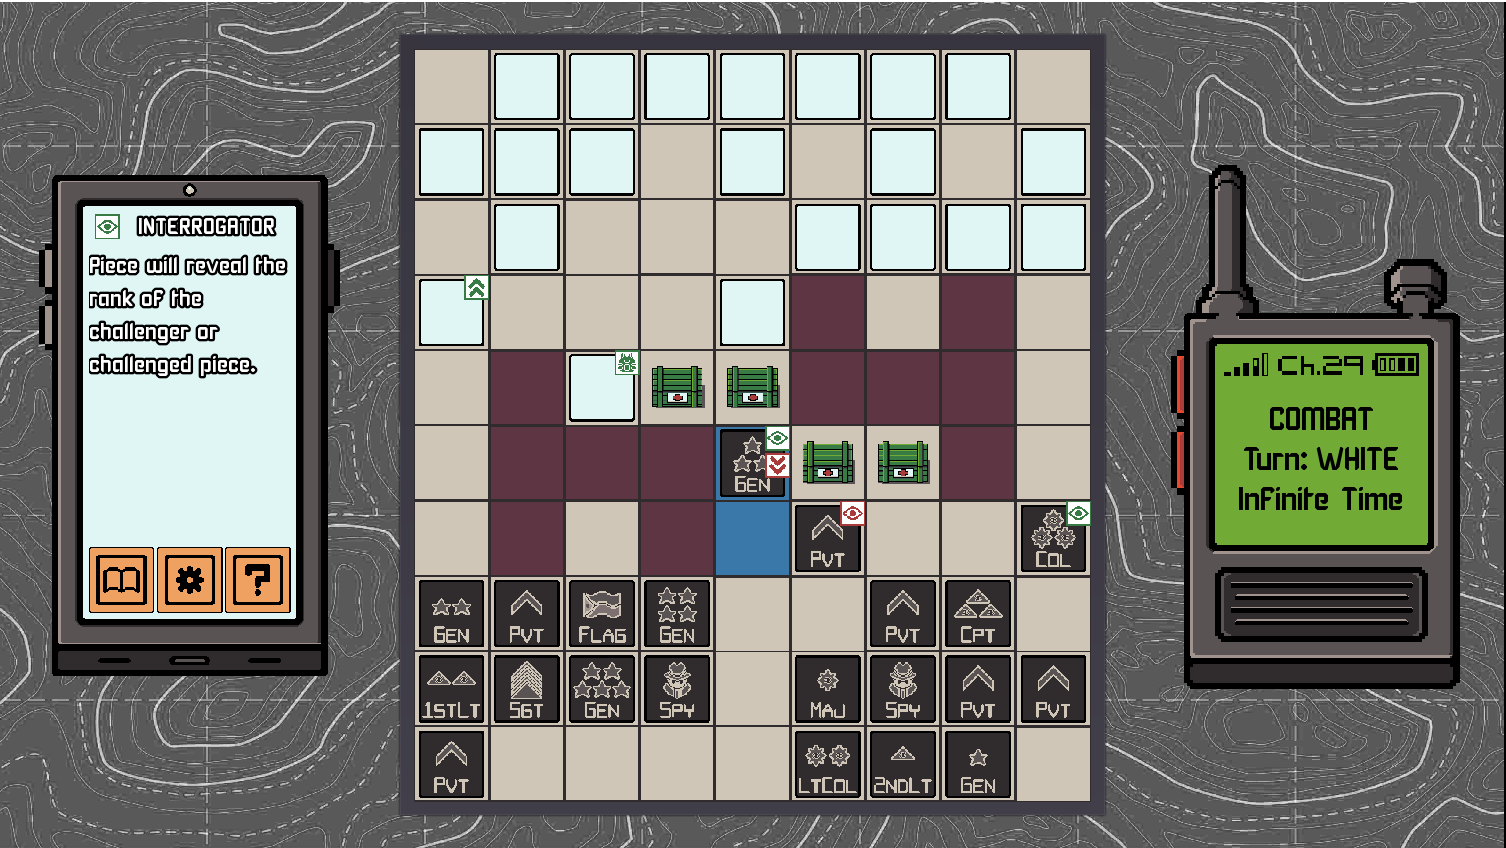 INTERROGATOR
Piece will reveal the
rank of the
challenger or
challenged piece.
?
Ch.29
COMBAT
Turn: WHITE
Infinite Time
GEN
PVT
COL
GEN
PVT
FLAG
GEN
PVT
CPT
1STLT
SGT
GEN
SPY
MAJ
SPY
PVT
PVT
PVT
LTCOL
2NDLT
GEN